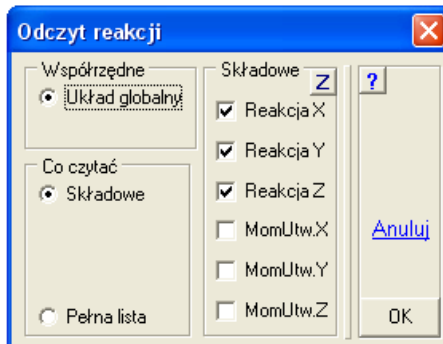 Odczyt reakcji
Współrzędne
Układ globalny
Co czytać
Składowe
Pełna lista
Składowe
Z
Reakcja X
Reakcja Y
Reakcja Z
MomUtw.X
MomUtw.Y
MomUtw.Z
?
Anuluj
OK